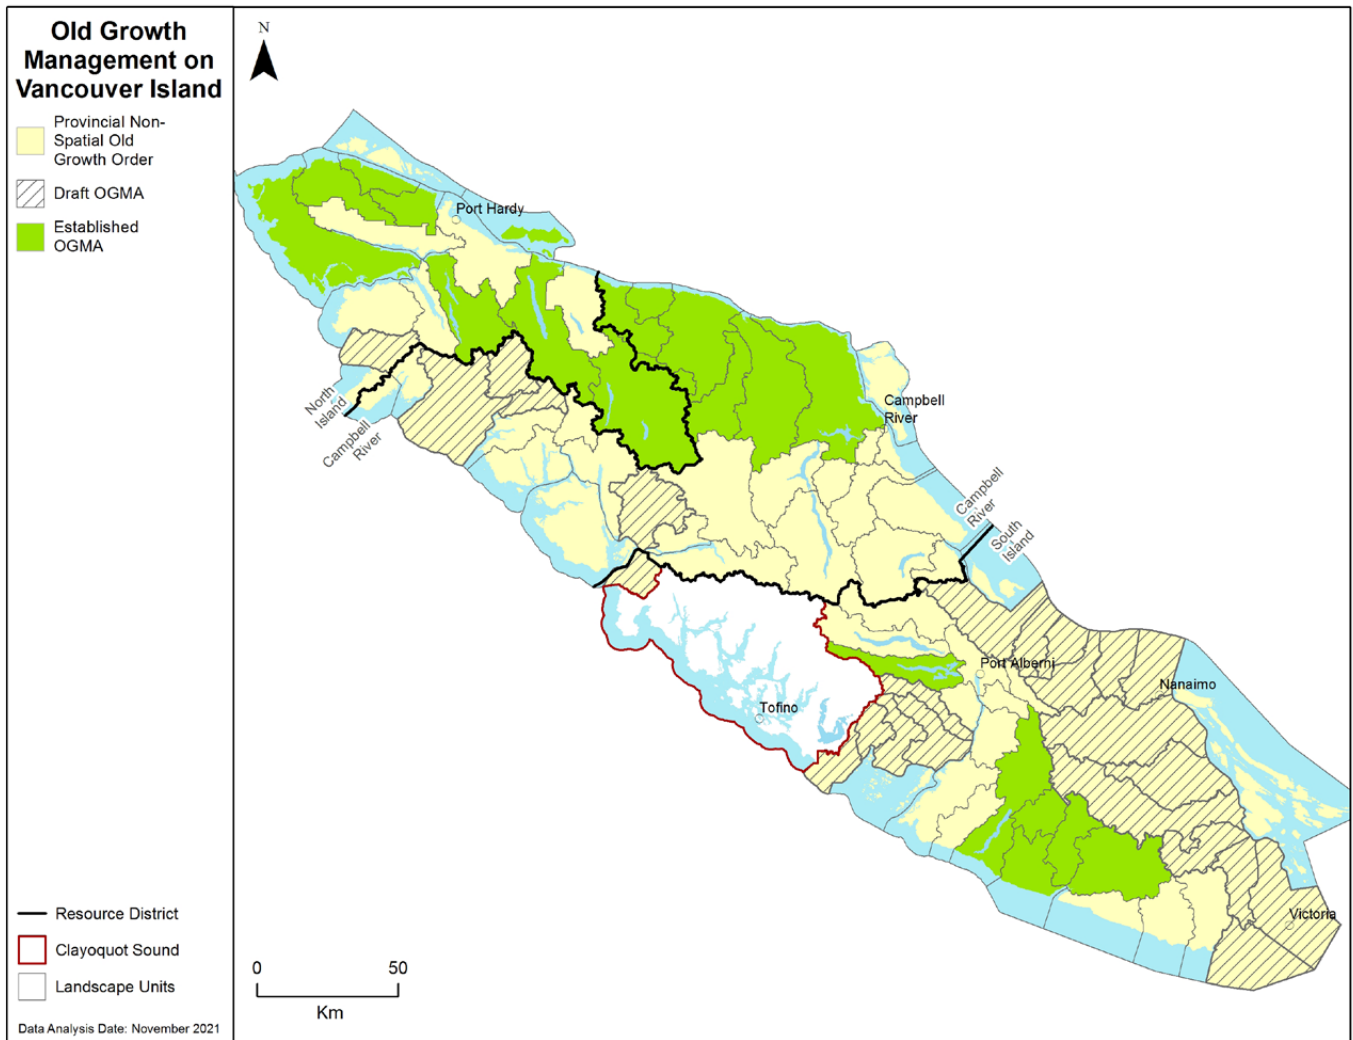 Old Growth
Management on
Vancouver Island
Provincial Non-
Spatial Old
Growth Order
Draft OGMA
Established
OGMA
N
Port Hardy
North
Island
Campbell
River
Campbell
River
Campbell
River
South
Island
Port Alberni
Nanaimo
Tofino
Victoria
Resource District
Clayoquot Sound
Landscape Units
0
50
Km
Data Analysis Date: November 2021